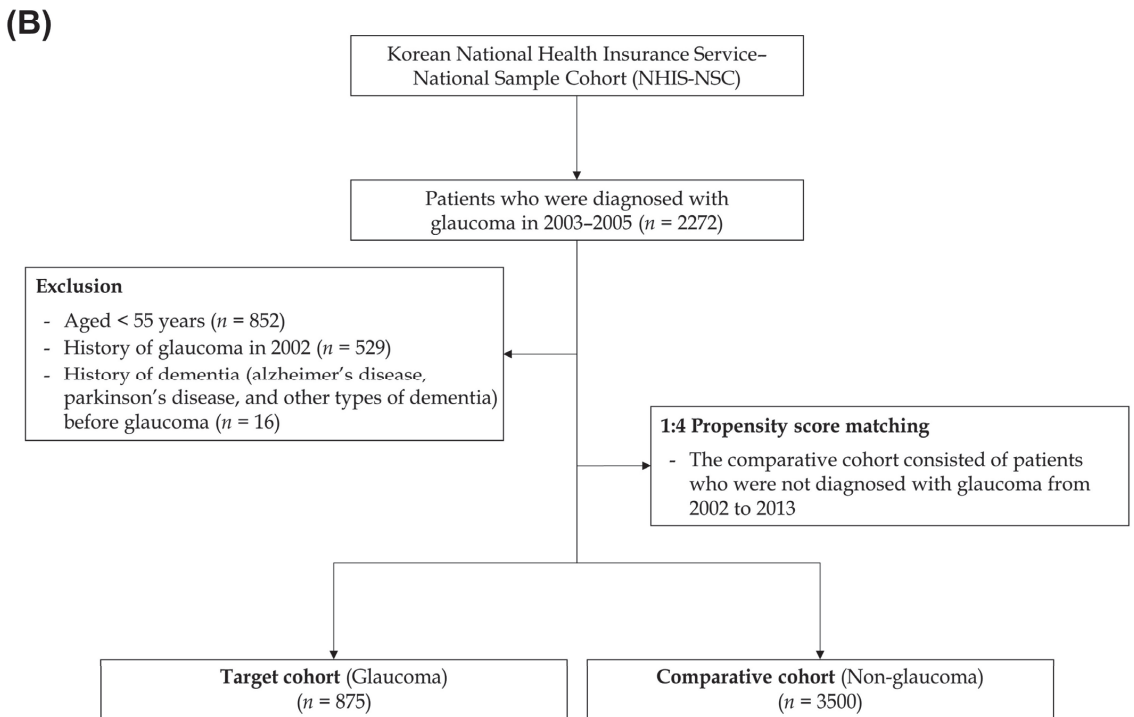 (B)
Korean National Health Insurance Service–
National Sample Cohort (NHIS-NSC)
Patients who were diagnosed with
glaucoma in 2003–2005 (n = 2272)
Exclusion
- Aged < 55 years (n = 852)
- History of glaucoma in 2002 (n = 529)
- History of dementia (alzheimer's disease,
parkinson's disease, and other types of dementia)
before glaucoma (n = 16)
1:4 Propensity score matching
- The comparative cohort consisted of patients
who were not diagnosed with glaucoma from
2002 to 2013
Target cohort (Glaucoma)
(n = 875)
Comparative cohort (Non-glaucoma)
(n = 3500)